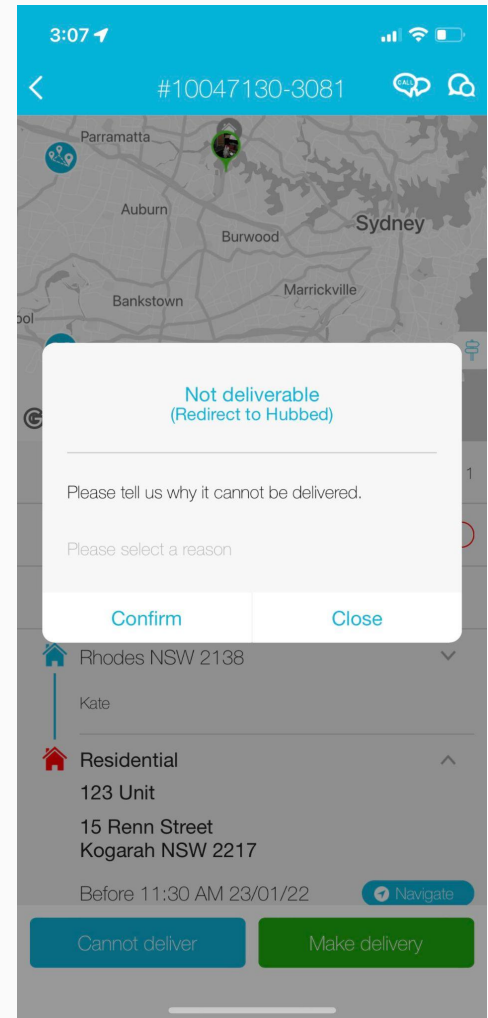 3:07
#10047130-3081
CALL
Parramatta
Auburn
Burwood
Sydney
Marrickville
Bankstown
Not deliverable
(Redirect to Hubbed)
1
Please tell us why it cannot be delivered.
Please select a reason
Confirm
Close
Rhodes NSW 2138
Kate
Residential
123 Unit
15 Renn Street
Kogarah NSW 2217
Before 11:30 AM 23/01/22
Navigate
Cannot deliver
Make delivery